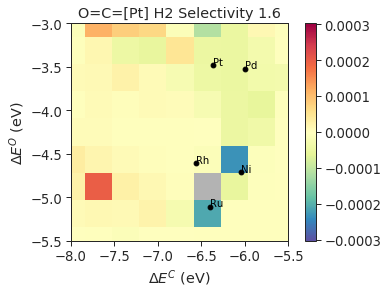 O=C=[Pt] H2 Selectivity 1.6
−3.0
−3.5
−4.0
−4.5
−5.0
−5.5
ΔE^O (eV)
Pt
Pd
Rh
Ni
Ru
−8.0 −7.5 −7.0 −6.5 −6.0 −5.5
ΔE^C (eV)
0.0003
0.0002
0.0001
0.0000
−0.0001
−0.0002
−0.0003